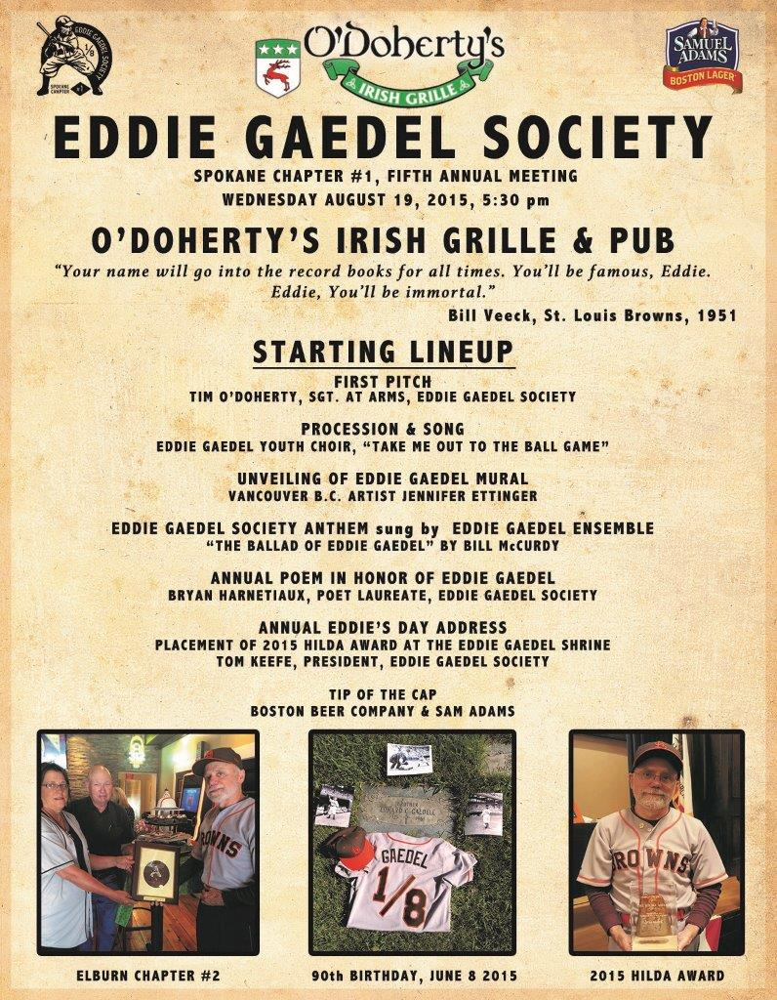 EDDIE GAEDEL SOCIETY
1/8
SPOKANE CHAPTER #1
O'Doherty's
IRISH GRILLE
SAMUEL ADAMS
BOSTON LAGER
EDDIE GAEDEL SOCIETY
SPOKANE CHAPTER #1, FIFTH ANNUAL MEETING
WEDNESDAY AUGUST 19, 2015, 5:30 pm
O'DOHERTY'S IRISH GRILLE & PUB
"Your name will go into the record books for all times. You'll be famous, Eddie.
Eddie, You'll be immortal."
Bill Veeck, St. Louis Browns, 1951
STARTING LINEUP
FIRST PITCH
TIM O'DOHERTY, SGT. AT ARMS, EDDIE GAEDEL SOCIETY
PROCESSION & SONG
EDDIE GAEDEL YOUTH CHOIR, "TAKE ME OUT TO THE BALL GAME"
UNVEILING OF EDDIE GAEDEL MURAL
VANCOUVER B.C. ARTIST JENNIFER ETTINGER
EDDIE GAEDEL SOCIETY ANTHEM sung by EDDIE GAEDEL ENSEMBLE
"THE BALLAD OF EDDIE GAEDEL" BY BILL McCURDY
ANNUAL POEM IN HONOR OF EDDIE GAEDEL
BRYAN HARNETIAUX, POET LAUREATE, EDDIE GAEDEL SOCIETY
ANNUAL EDDIE'S DAY ADDRESS
PLACEMENT OF 2015 HILDA AWARD AT THE EDDIE GAEDEL SHRINE
TOM KEEFE, PRESIDENT, EDDIE GAEDEL SOCIETY
TIP OF THE CAP
BOSTON BEER COMPANY & SAM ADAMS
OWNS
GAEDEL
1/8
ROWNS
ELBURN CHAPTER #2
90th BIRTHDAY, JUNE 8 2015
2015 HILDA AWARD